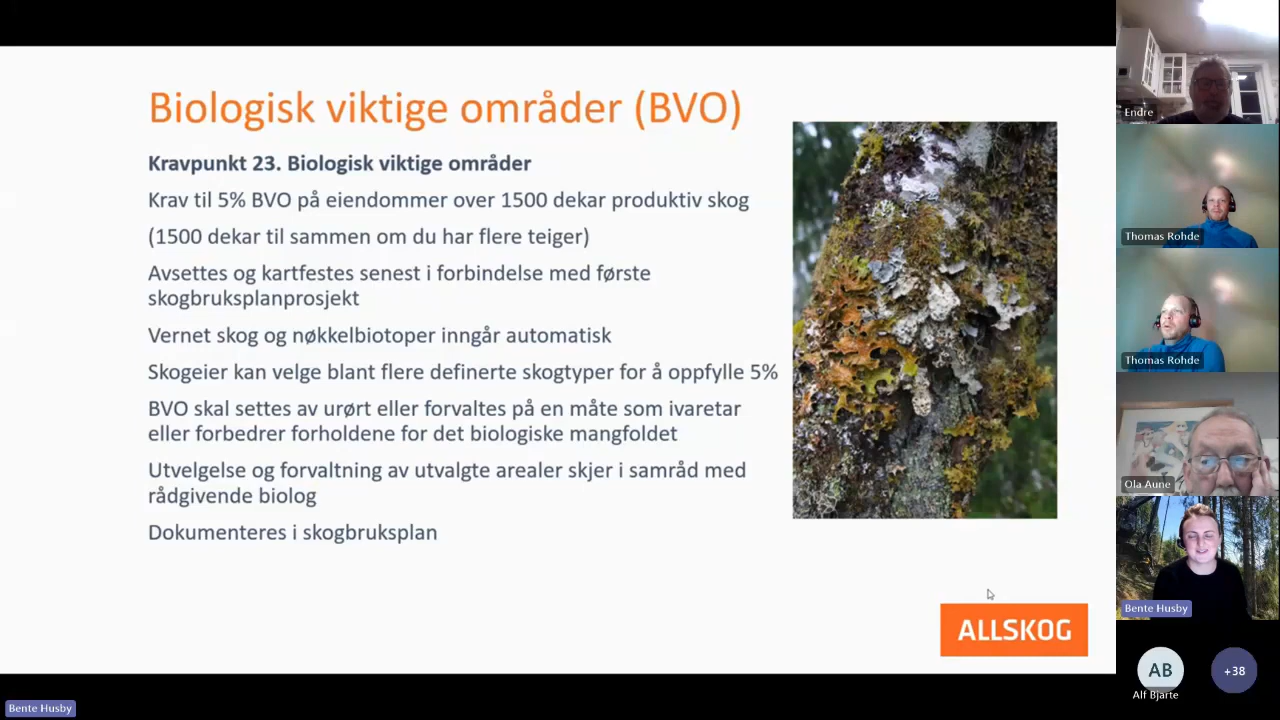 Biologisk viktige områder (BVO)
Kravpunkt 23. Biologisk viktige områder
Krav til 5% BVO på eiendommer over 1500 dekar produktiv skog
(1500 dekar til sammen om du har flere teiger)
Avsettes og kartfestes senest i forbindelse med første
skogbruksplanprosjekt
Vernet skog og nøkkelbiotoper inngår automatisk
Skogeier kan velge blant flere definerte skogtyper for å oppfylle 5%
BVO skal settes av urørt eller forvaltes på en måte som ivaretar
eller forbedrer forholdene for det biologiske mangfoldet
Utvelgelse og forvaltning av utvalgte arealer skjer i samråd med
rådgivende biolog
Dokumenteres i skogbruksplan
ALLSKOG
Bente Husby
Endre
Thomas Rohde
Thomas Rohde
Ola Aune
Bente Husby
AB
Alf Bjarte
+38